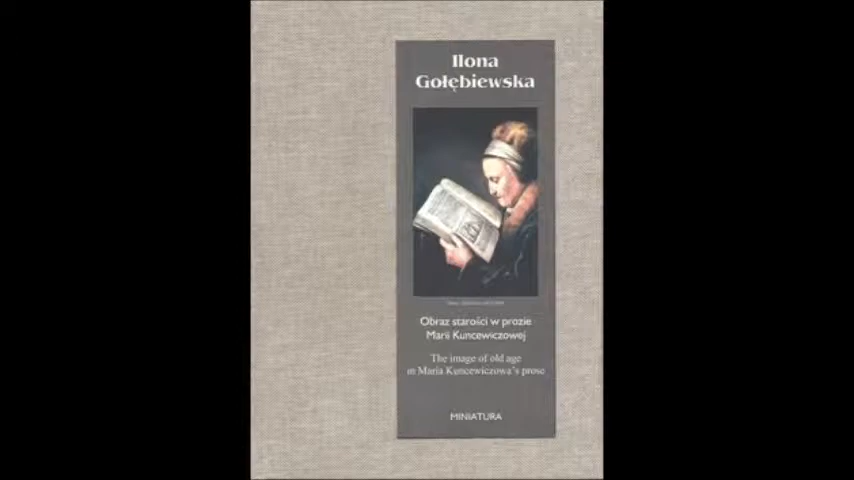 Ilona
Gołębiewska
Obraz starości w prozie
Marii Kuncewiczowej
The image of old age
in Maria Kuncewiczowa's prose
MINIATURA